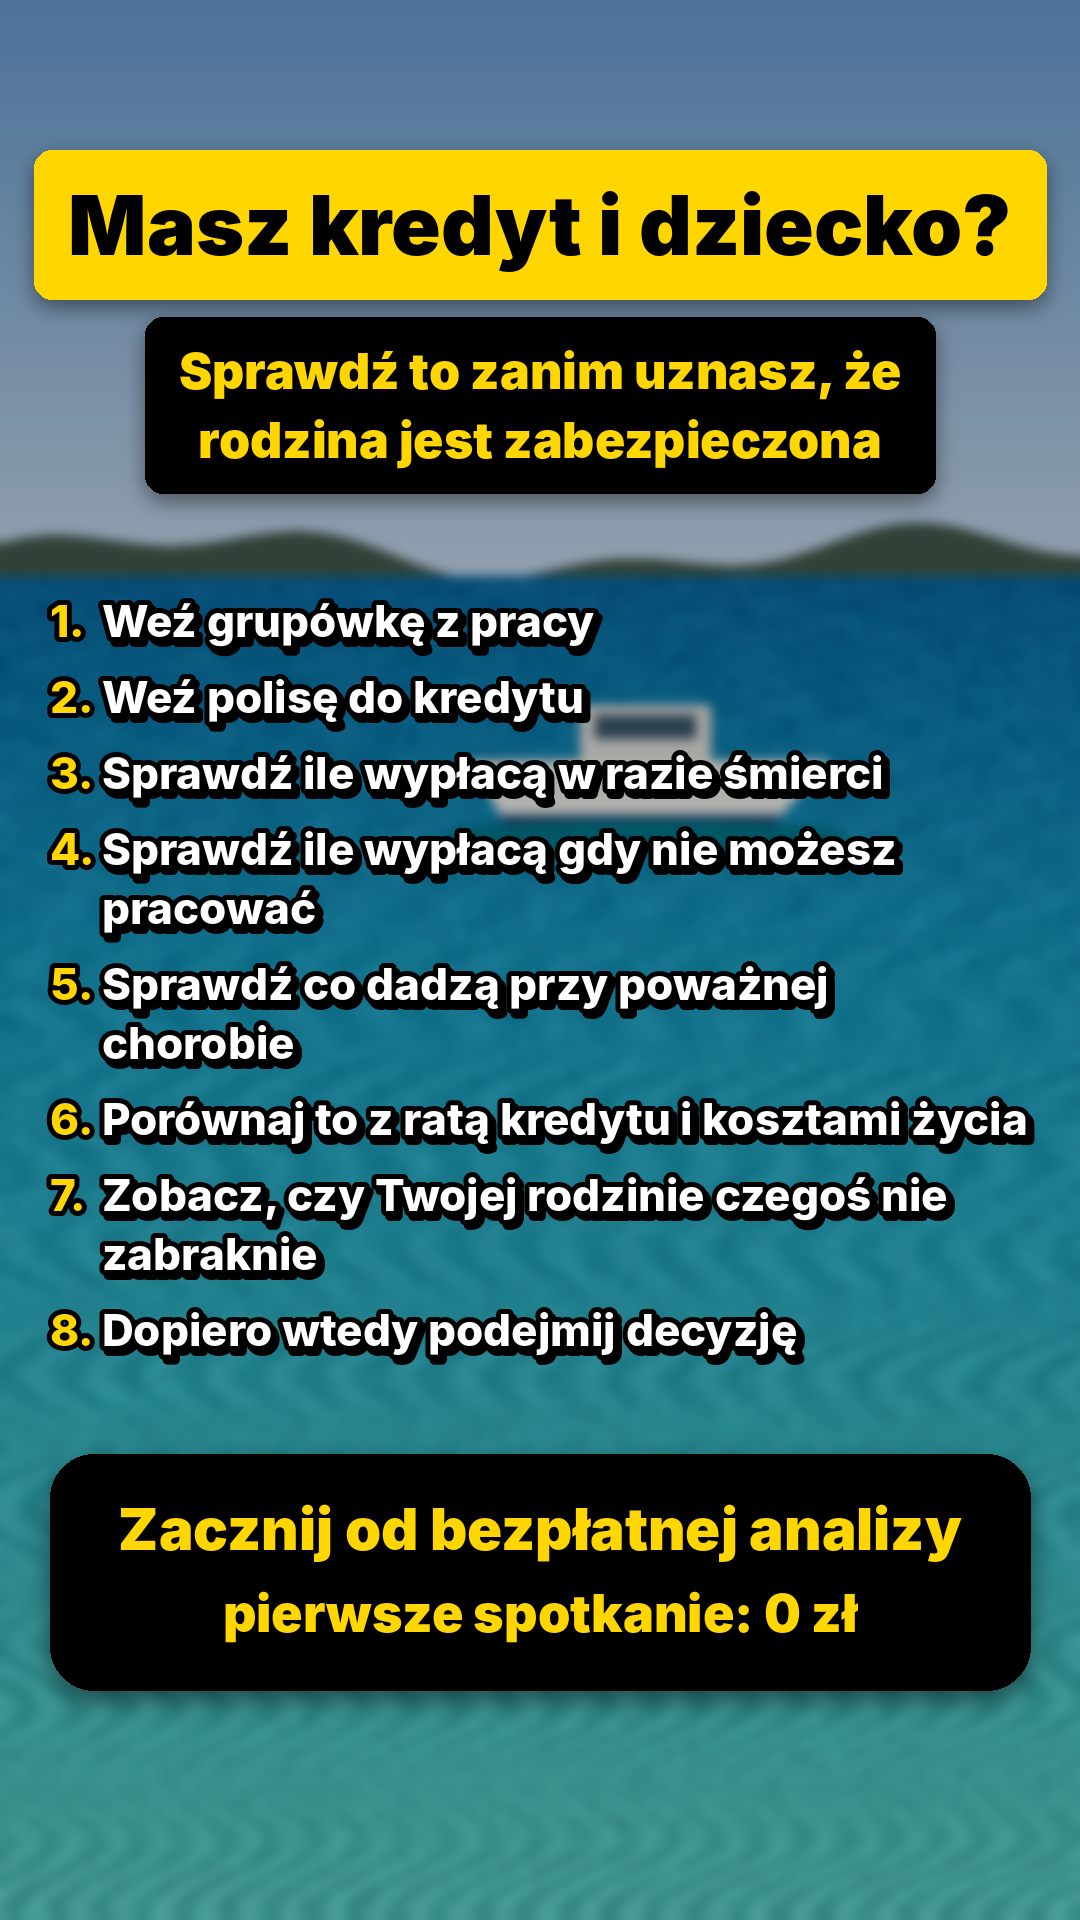 Masz kredyt i dziecko?
Sprawdź to zanim uznasz, że
rodzina jest zabezpieczona
1. Weź grupówkę z pracy
2. Weź polisę do kredytu
3. Sprawdź ile wypłacą w razie śmierci
4. Sprawdź ile wypłacą gdy nie możesz
pracować
5. Sprawdź co dadzą przy poważnej
chorobie
6. Porównaj to z ratą kredytu i kosztami życia
7. Zobacz, czy Twojej rodzinie czegoś nie
zabraknie
8. Dopiero wtedy podejmij decyzję
Zacznij od bezpłatnej analizy
pierwsze spotkanie: 0 zł